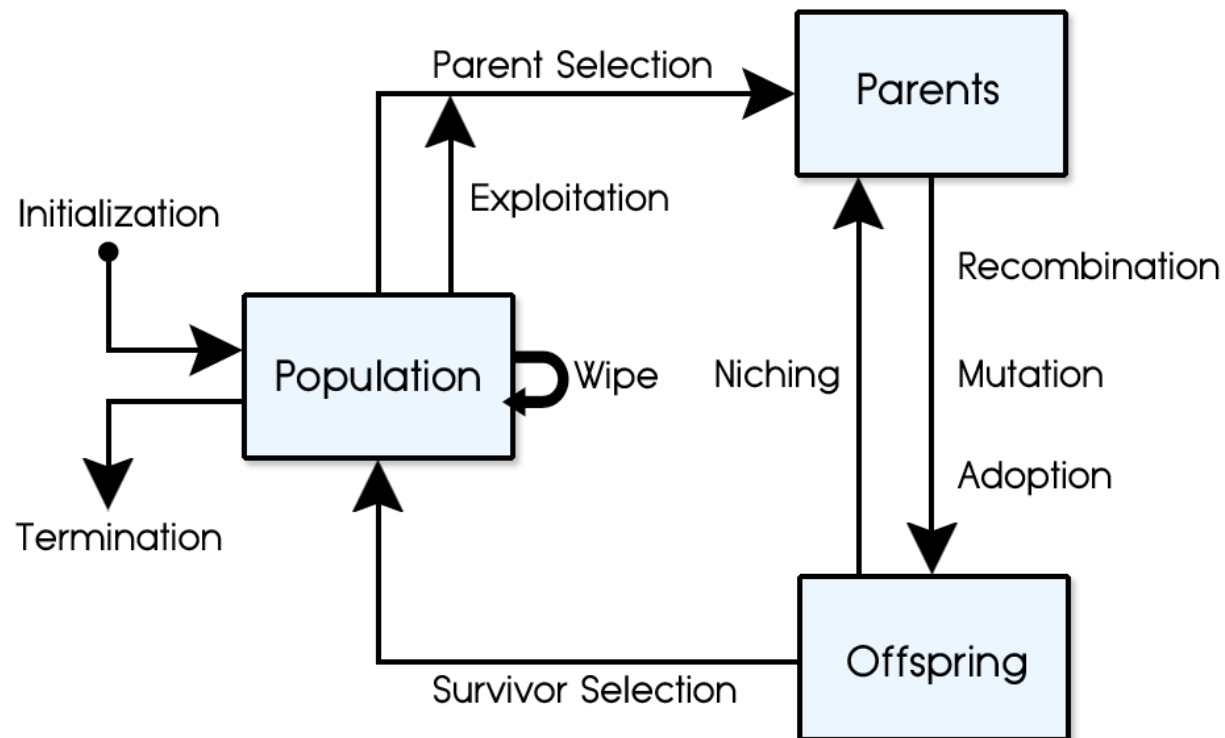 Parent Selection
Parents
Exploitation
Initialization
Recombination
Population
Wipe
Niching
Mutation
Adoption
Termination
Offspring
Survivor Selection